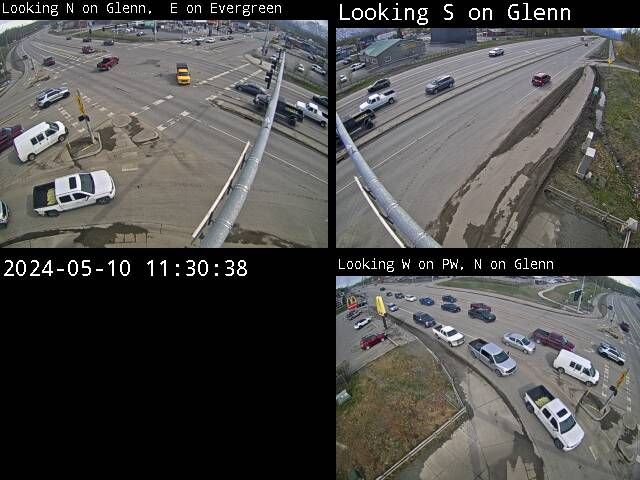 Looking N on Glenn,  E on Evergreen
Looking S on Glenn
2024-05-10 11:30:38
Looking W on PW, N on Glenn